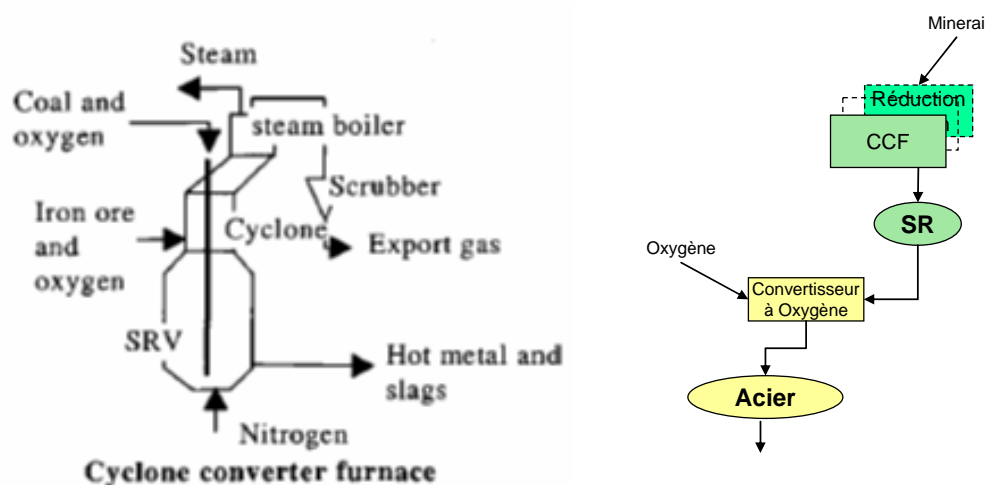 Steam
Coal and
oxygen
steam boiler
Scrubber
Iron ore
and
oxygen
Cyclone
Export gas
SRV
Hot metal and
slags
Nitrogen
Cyclone converter furnace
Minerai
Réduction
CCF
SR
Oxygène
Convertisseur
à Oxygène
Acier